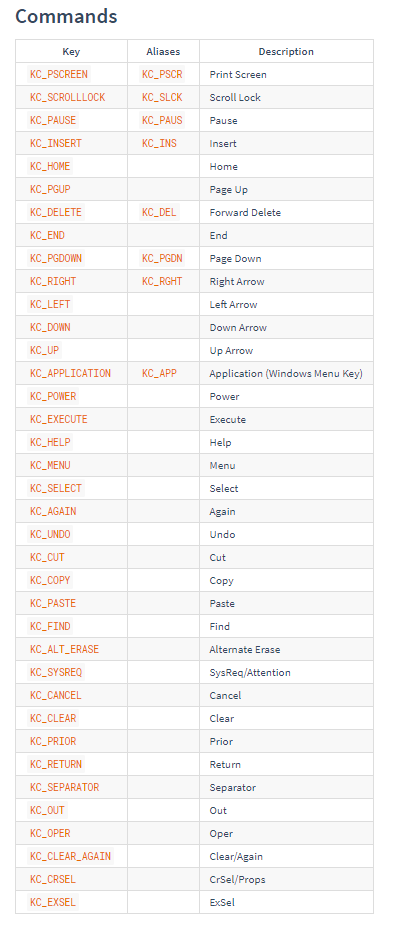 Commands
Key Aliases Description
KC_PSCREEN KC_PSCR Print Screen
KC_SCROLLLOCK KC_SLCK Scroll Lock
KC_PAUSE KC_PAUS Pause
KC_INSERT KC_INS Insert
KC_HOME Home
KC_PGUP Page Up
KC_DELETE KC_DEL Forward Delete
KC_END End
KC_PGDOWN KC_PGDN Page Down
KC_RIGHT KC_RGHT Right Arrow
KC_LEFT Left Arrow
KC_DOWN Down Arrow
KC_UP Up Arrow
KC_APPLICATION KC_APP Application (Windows Menu Key)
KC_POWER Power
KC_EXECUTE Execute
KC_HELP Help
KC_MENU Menu
KC_SELECT Select
KC_AGAIN Again
KC_UNDO Undo
KC_CUT Cut
KC_COPY Copy
KC_PASTE Paste
KC_FIND Find
KC_ALT_ERASE Alternate Erase
KC_SYSREQ SysReq/Attention
KC_CANCEL Cancel
KC_CLEAR Clear
KC_PRIOR Prior
KC_RETURN Return
KC_SEPARATOR Separator
KC_OUT Out
KC_OPER Oper
KC_CLEAR_AGAIN Clear/Again
KC_CRSEL CrSel/Props
KC_EXSEL ExSel